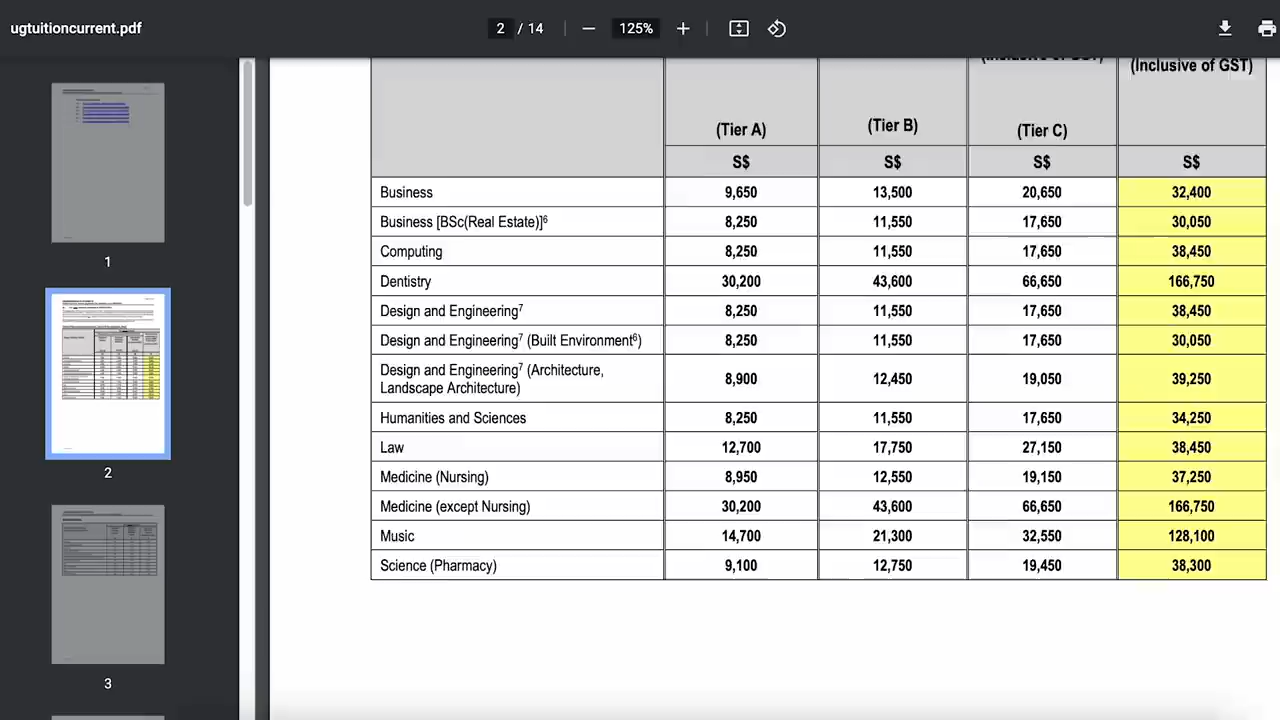 ugtuitioncurrent.pdf
2 / 14
125%
(Inclusive of GST)
(Tier A) (Tier B) (Tier C)
S$ S$ S$ S$
Business 9,650 13,500 20,650 32,400
Business [BSc(Real Estate)]⁶ 8,250 11,550 17,650 30,050
Computing 8,250 11,550 17,650 38,450
Dentistry 30,200 43,600 66,650 166,750
Design and Engineering⁷ 8,250 11,550 17,650 38,450
Design and Engineering⁷ (Built Environment⁶) 8,250 11,550 17,650 30,050
Design and Engineering⁷ (Architecture,
Landscape Architecture) 8,900 12,450 19,050 39,250
Humanities and Sciences 8,250 11,550 17,650 34,250
Law 12,700 17,750 27,150 38,450
Medicine (Nursing) 8,950 12,550 19,150 37,250
Medicine (except Nursing) 30,200 43,600 66,650 166,750
Music 14,700 21,300 32,550 128,100
Science (Pharmacy) 9,100 12,750 19,450 38,300
1
2
3